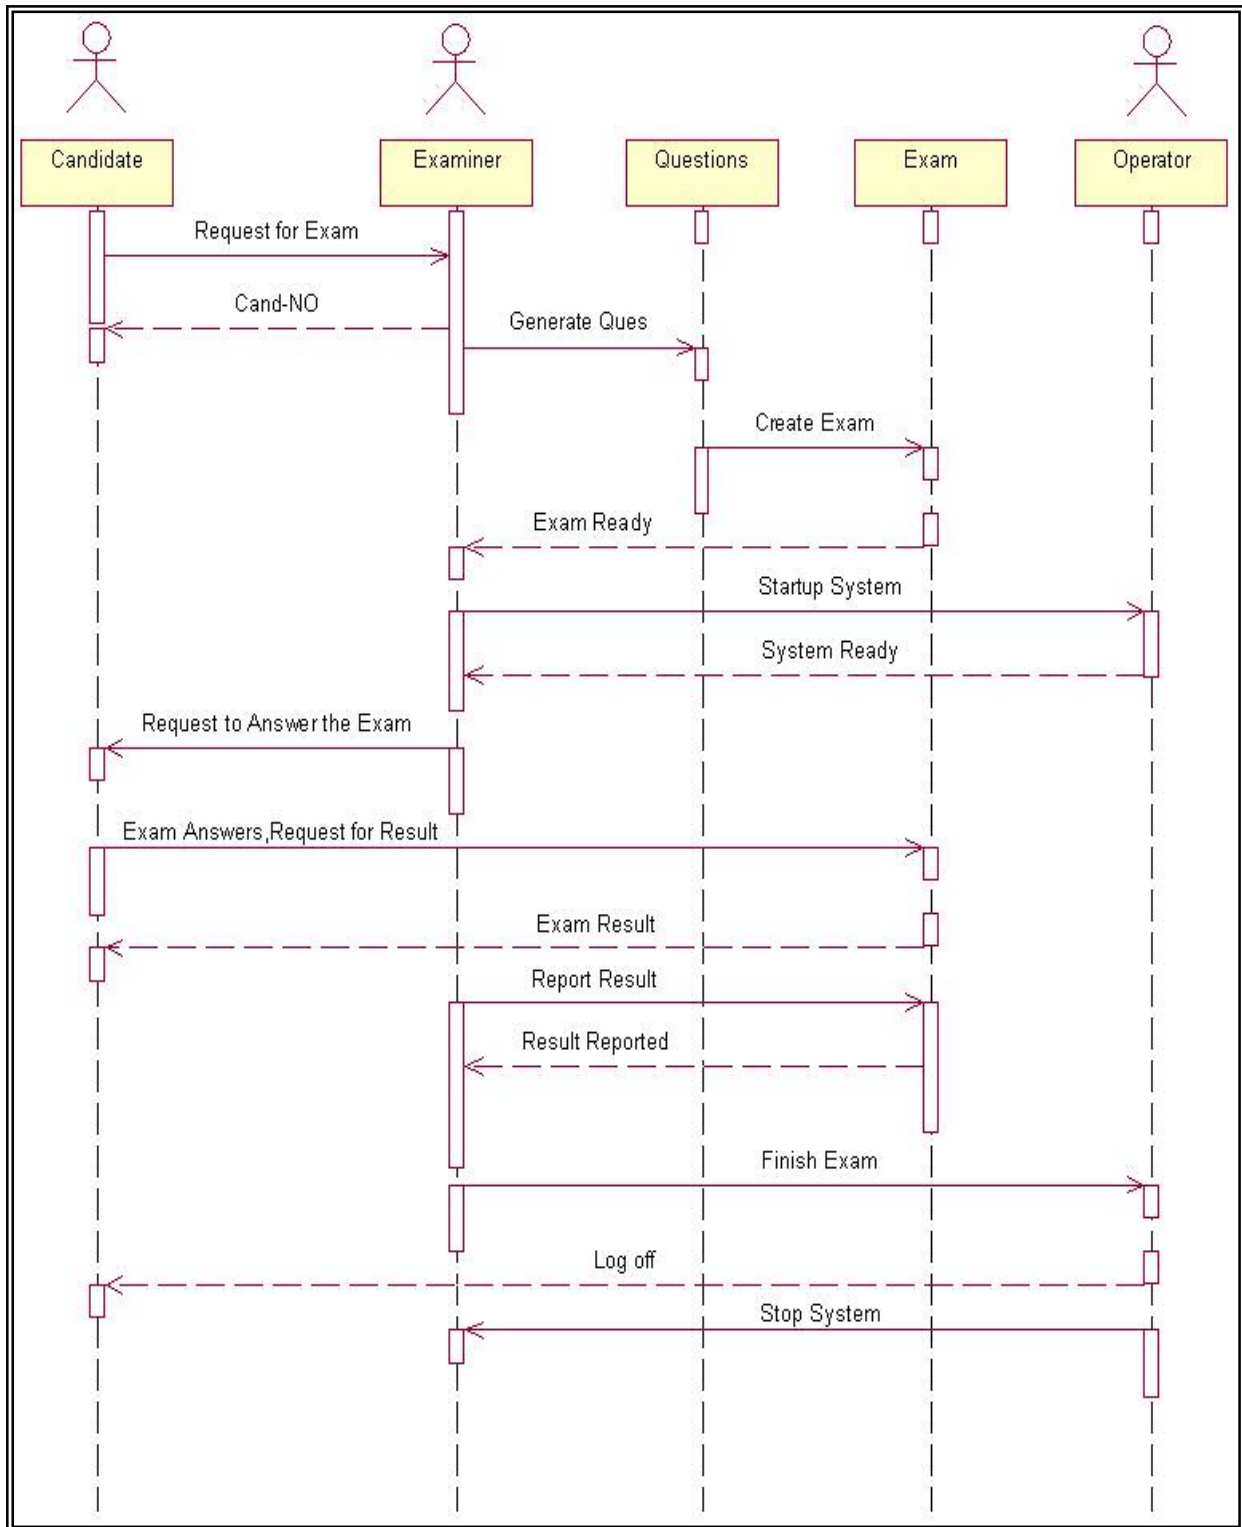 Candidate
Examiner
Questions
Exam
Operator
Request for Exam
Cand-NO
Generate Ques
Create Exam
Exam Ready
Startup System
System Ready
Request to Answer the Exam
Exam Answers,Request for Result
Exam Result
Report Result
Result Reported
Finish Exam
Log off
Stop System